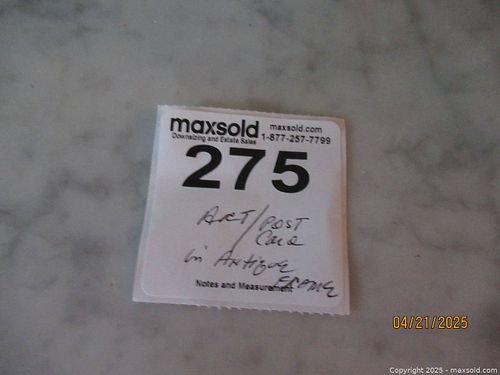 maxsold maxsold.com
Downsizing and Estate Sales 1-877-257-7799
275
ART/POST
Card
in Antique
FRAME
Notes and Measurement
04/21/2025
Copyright 2025 - maxsold.com